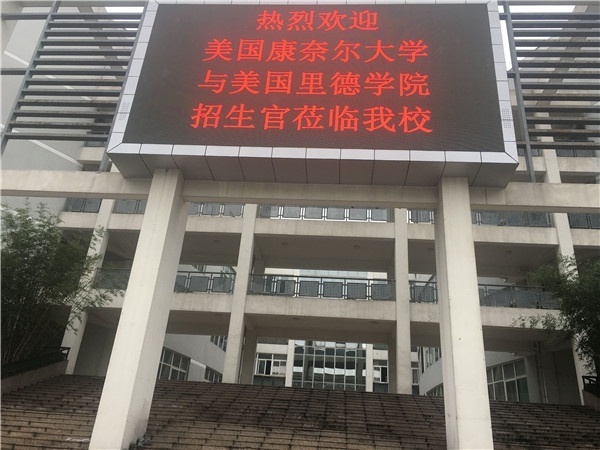 热烈欢迎
美国康奈尔大学
与美国里德学院
招生官莅临我校